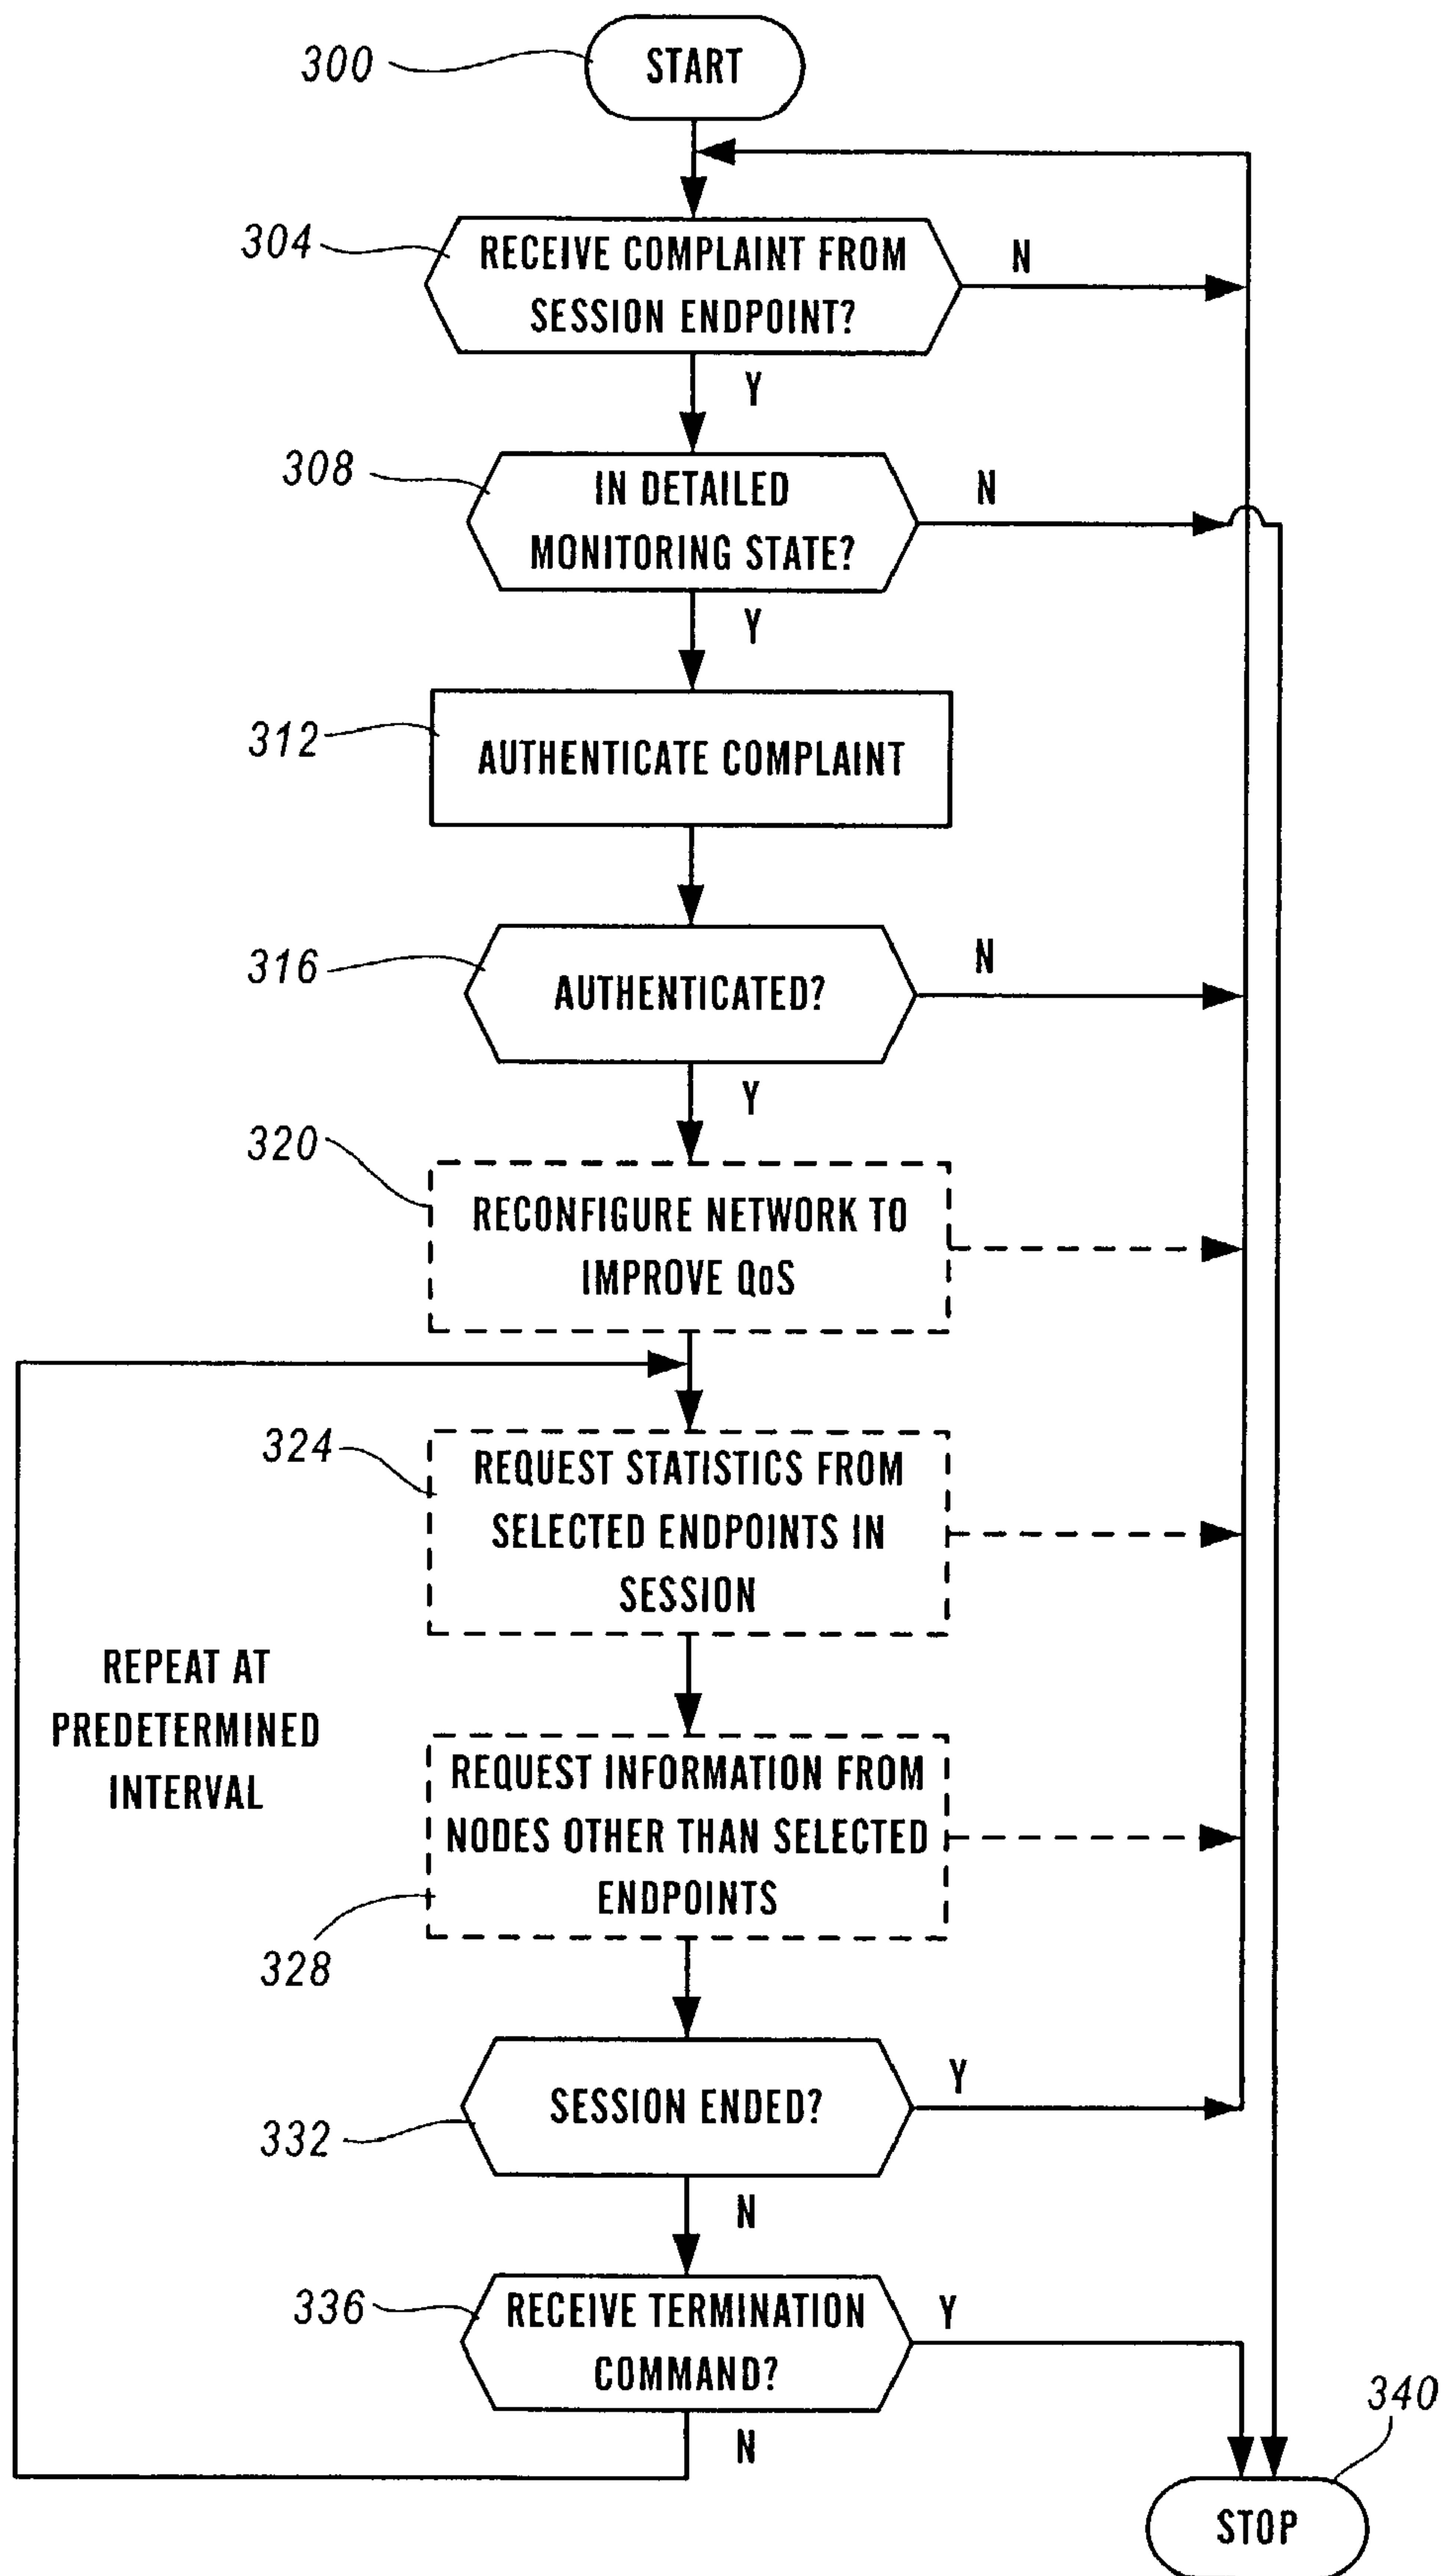 300
START
304
RECEIVE COMPLAINT FROM
SESSION ENDPOINT?
N
Y
308
IN DETAILED
MONITORING STATE?
N
Y
312
AUTHENTICATE COMPLAINT
316
AUTHENTICATED?
N
Y
320
RECONFIGURE NETWORK TO
IMPROVE QoS
324
REQUEST STATISTICS FROM
SELECTED ENDPOINTS IN
SESSION
REPEAT AT
PREDETERMINED
INTERVAL
REQUEST INFORMATION FROM
NODES OTHER THAN SELECTED
ENDPOINTS
328
SESSION ENDED?
Y
332
N
336
RECEIVE TERMINATION
COMMAND?
Y
N
340
STOP